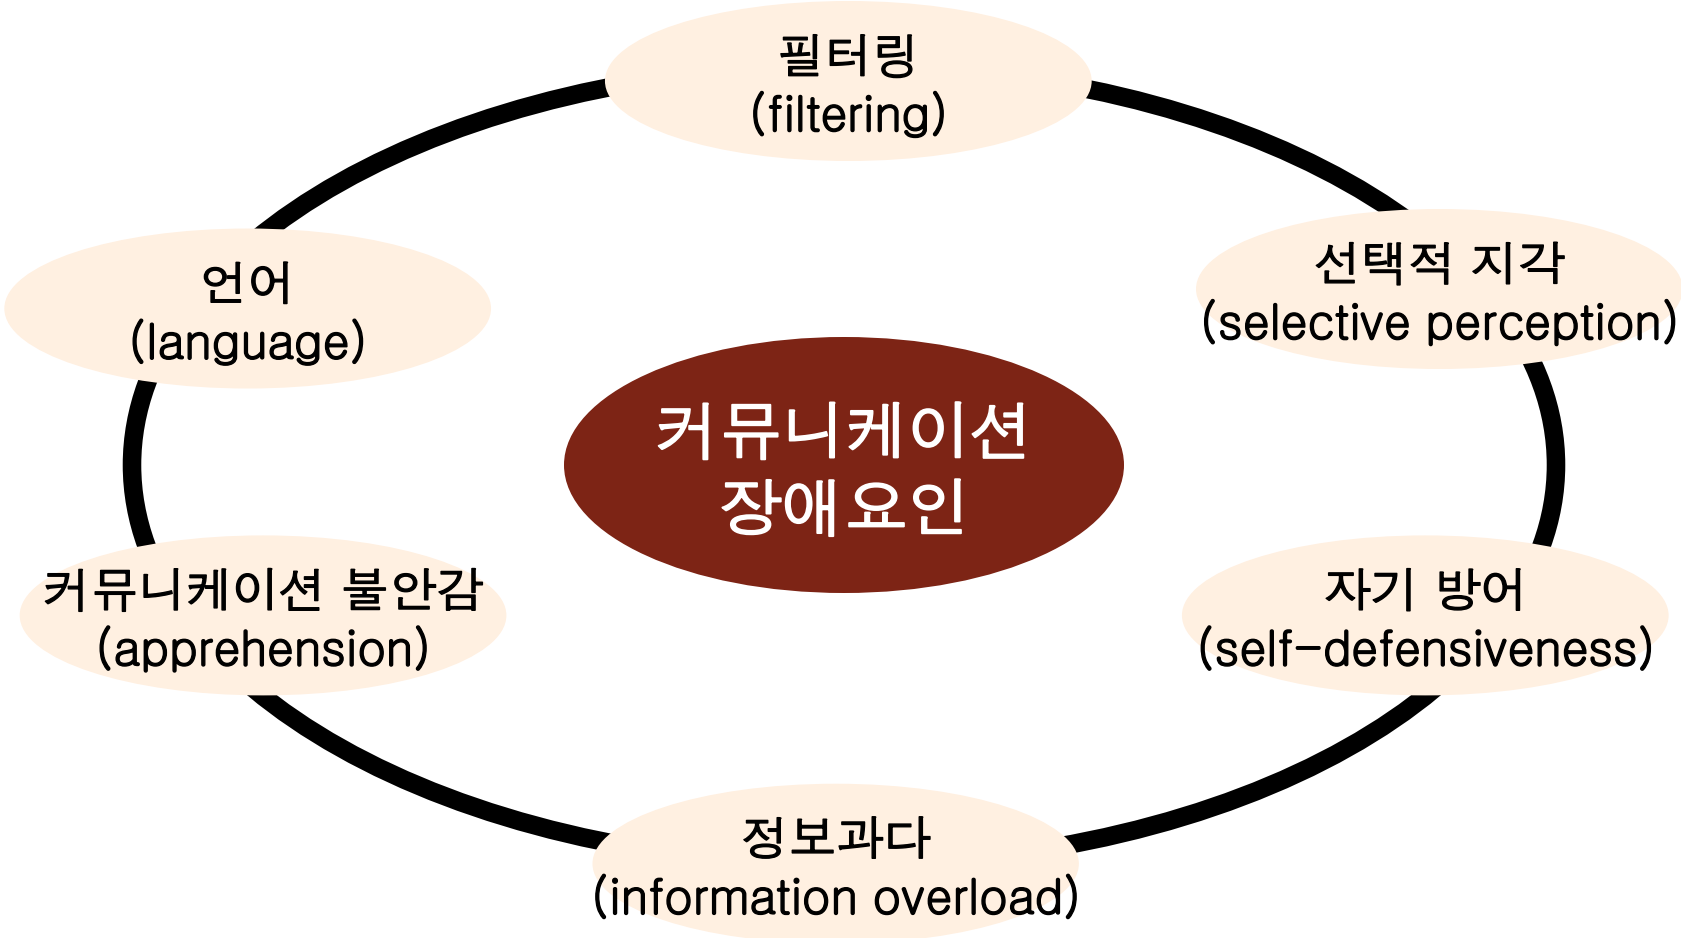 필터링
(filtering)
언어
(language)
선택적 지각
(selective perception)
커뮤니케이션
장애요인
커뮤니케이션 불안감
(apprehension)
자기 방어
(self-defensiveness)
정보과다
(information overload)